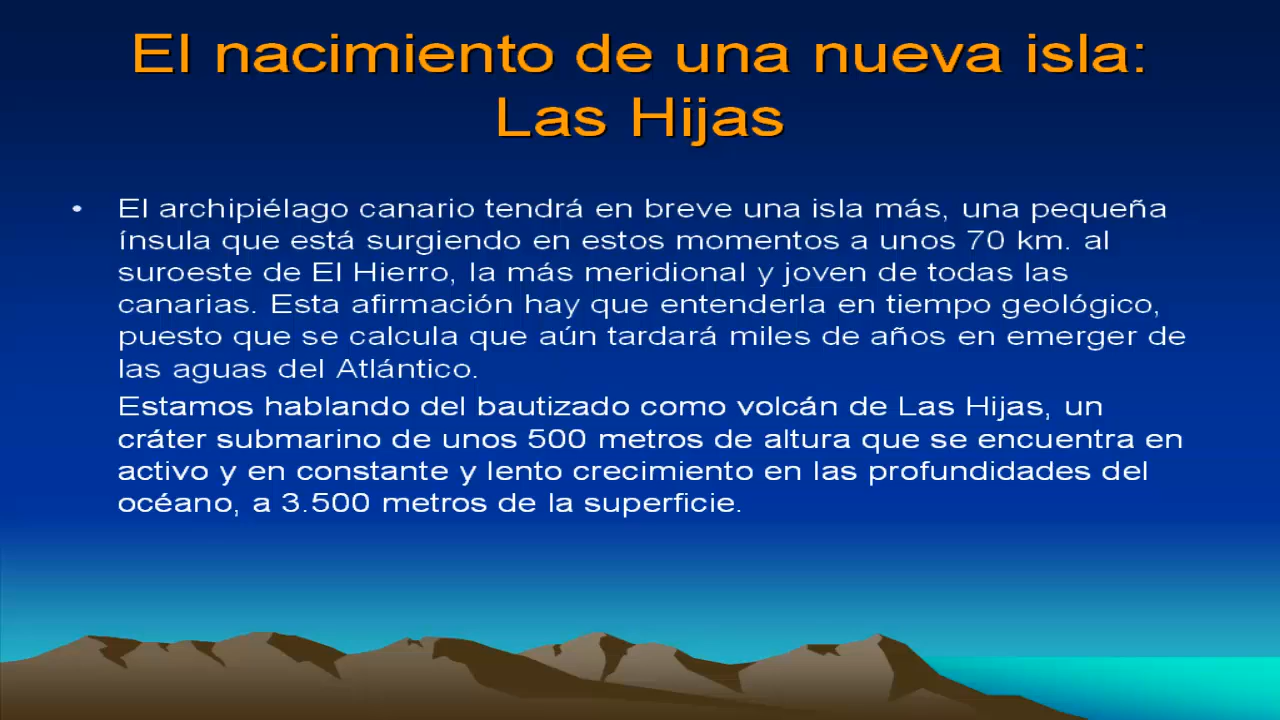 El nacimiento de una nueva isla:
Las Hijas
• El archipiélago canario tendrá en breve una isla más, una pequeña
ínsula que está surgiendo en estos momentos a unos 70 km. al
suroeste de El Hierro, la más meridional y joven de todas las
canarias. Esta afirmación hay que entenderla en tiempo geológico,
puesto que se calcula que aún tardará miles de años en emerger de
las aguas del Atlántico.
Estamos hablando del bautizado como volcán de Las Hijas, un
cráter submarino de unos 500 metros de altura que se encuentra en
activo y en constante y lento crecimiento en las profundidades del
océano, a 3.500 metros de la superficie.